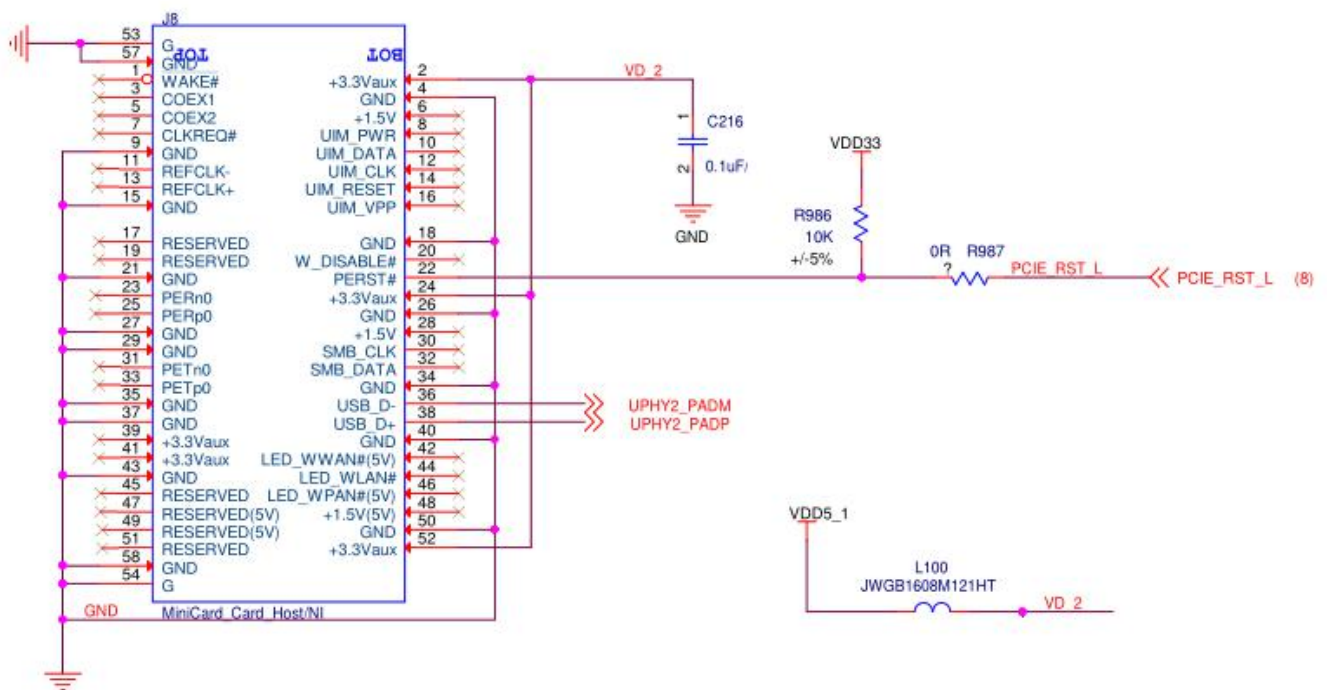 J8
53
G
57
GND
TOP
BOT
1
WAKE#
2
+3.3Vaux
VD_2
3
COEX1
4
GND
5
COEX2
6
+1.5V
7
CLKREQ#
8
UIM_PWR
9
GND
10
UIM_DATA
11
REFCLK-
12
UIM_CLK
13
REFCLK+
14
UIM_RESET
15
GND
16
UIM_VPP
1
C216
2
0.1uF/
GND
VDD33
R986
10K
+/-5%
17
RESERVED
18
GND
19
RESERVED
20
W_DISABLE#
21
GND
22
PERST#
0R
R987
?
PCIE_RST_L
PCIE_RST_L (8)
23
PERn0
24
+3.3Vaux
25
PERp0
26
GND
27
GND
28
+1.5V
29
GND
30
SMB_CLK
31
PETn0
32
SMB_DATA
33
PETp0
34
GND
35
GND
36
USB_D-
UPHY2_PADM
37
GND
38
USB_D+
UPHY2_PADP
39
+3.3Vaux
40
GND
41
+3.3Vaux
42
LED_WWAN#(5V)
43
GND
44
LED_WLAN#
45
RESERVED
46
LED_WPAN#(5V)
47
RESERVED(5V)
48
+1.5V(5V)
49
RESERVED(5V)
50
GND
51
RESERVED
52
+3.3Vaux
58
GND
54
G
GND
MiniCard_Card_Host/NI
VDD5_1
L100
JWGB1608M121HT
VD_2